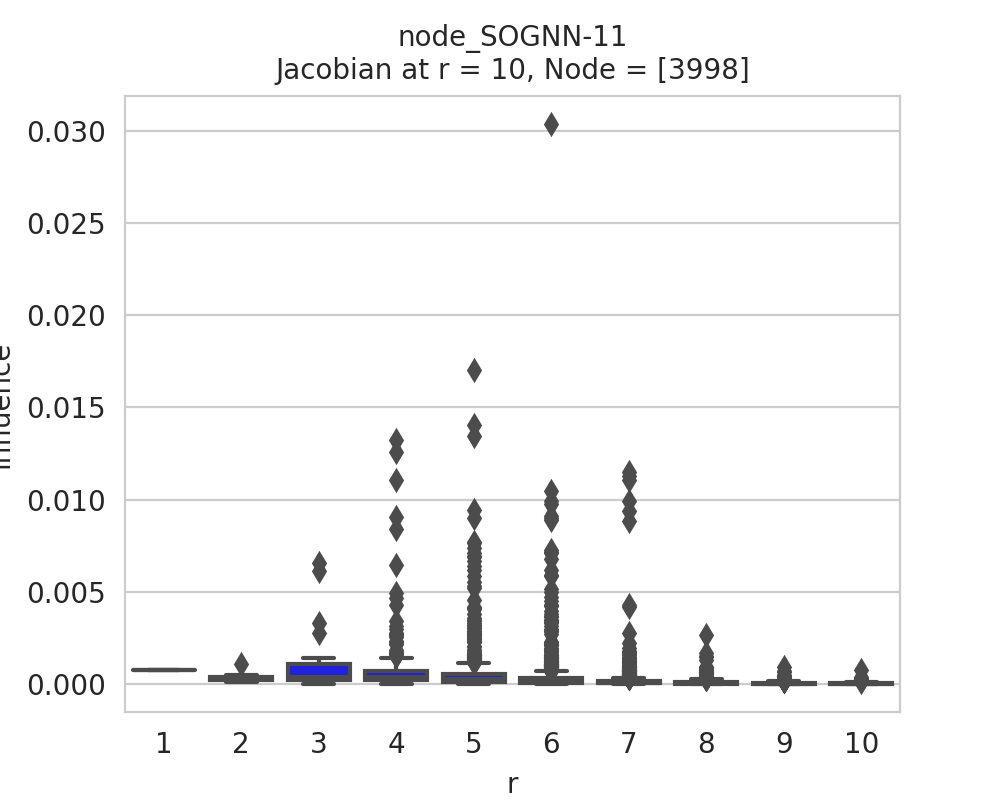 node_SOGNN-11
Jacobian at r = 10, Node = [3998]
0.030
0.025
0.020
0.015
0.010
0.005
0.000
influence
1 2 3 4 5 6 7 8 9 10
r